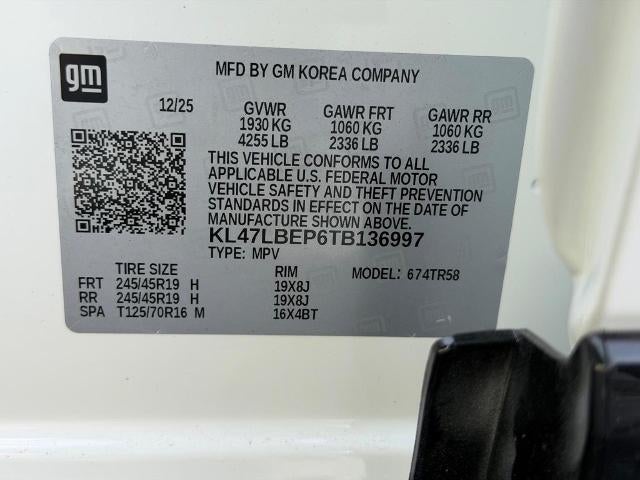 gm
MFD BY GM KOREA COMPANY
12/25 GVWR GAWR FRT GAWR RR
1930 KG 1060 KG 1060 KG
4255 LB 2336 LB 2336 LB
THIS VEHICLE CONFORMS TO ALL
APPLICABLE U.S. FEDERAL MOTOR
VEHICLE SAFETY AND THEFT PREVENTION
STANDARDS IN EFFECT ON THE DATE OF
MANUFACTURE SHOWN ABOVE.
KL47LBEP6TB136997
TYPE: MPV
TIRE SIZE RIM MODEL: 674TR58
FRT 245/45R19 H 19X8J
RR 245/45R19 H 19X8J
SPA T125/70R16 M 16X4BT